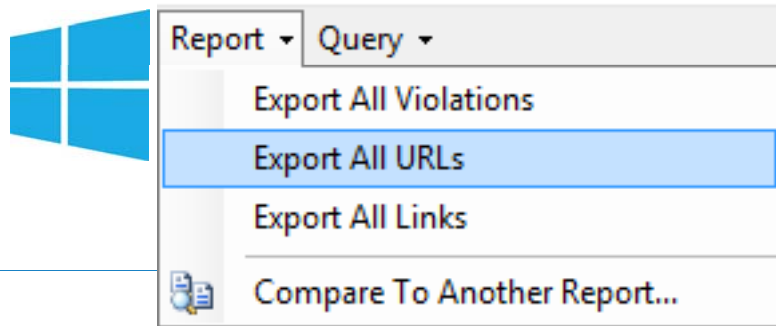 Report Query
Export All Violations
Export All URLs
Export All Links
Compare To Another Report...